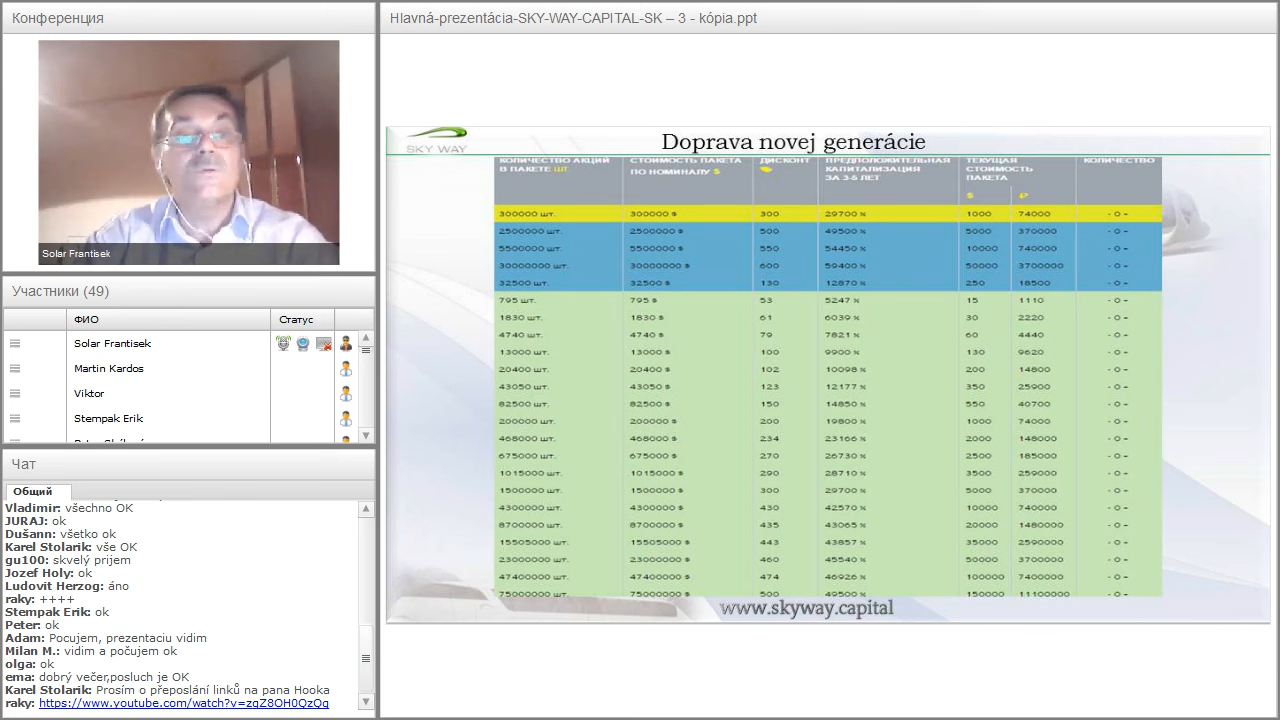 Конференция
Solar Frantisek
Участники (49)
ФИО Статус
Solar Frantisek
Martin Kardos
Viktor
Stempak Erik
Чат
Общий
Vladimir: všechno OK
JURAJ: ok
Dušann: všetko ok
Karel Stolarik: vše OK
gu100: skvelý prijem
Jozef Holy: ok
Ludovit Herzog: áno
raky: ++++
Stempak Erik: ok
Peter: ok
Adam: Pocujem, prezentaciu vidim
Milan M.: vidim a počujem ok
olga: ok
ema: dobrý večer,posluch je OK
Karel Stolarik: Prosím o přeposlání linků na pana Hooka
raky: https://www.youtube.com/watch?v=zqZ8OH0QzQg
Hlavná-prezentácia-SKY-WAY-CAPITAL-SK – 3 - kópia.ppt
SKY WAY
Doprava novej generácie
КОЛИЧЕСТВО АКЦИЙ В ПАКЕТЕ ШТ.
СТОИМОСТЬ ПАКЕТА ПО НОМИНАЛУ $
ДИСКОНТ
ПРЕДПОЛОЖИТЕЛЬНАЯ КАПИТАЛИЗАЦИЯ ЗА 3-5 ЛЕТ
ТЕКУЩАЯ СТОИМОСТЬ ПАКЕТА
$ ₽
КОЛИЧЕСТВО
300000 шт. 300000 $ 300 29700 % 1000 74000 - 0 +
2500000 шт. 2500000 $ 500 49500 % 5000 370000 - 0 +
5500000 шт. 5500000 $ 550 54450 % 10000 740000 - 0 +
30000000 шт. 30000000 $ 600 59400 % 50000 3700000 - 0 +
32500 шт. 32500 $ 130 12870 % 250 18500 - 0 +
795 шт. 795 $ 53 5247 % 15 1110 - 0 +
1830 шт. 1830 $ 61 6039 % 30 2220 - 0 +
4740 шт. 4740 $ 79 7821 % 60 4440 - 0 +
13000 шт. 13000 $ 100 9900 % 130 9620 - 0 +
20400 шт. 20400 $ 102 10098 % 200 14800 - 0 +
43050 шт. 43050 $ 123 12177 % 350 25900 - 0 +
82500 шт. 82500 $ 150 14850 % 550 40700 - 0 +
200000 шт. 200000 $ 200 19800 % 1000 74000 - 0 +
468000 шт. 468000 $ 234 23166 % 2000 148000 - 0 +
675000 шт. 675000 $ 270 26730 % 2500 185000 - 0 +
1015000 шт. 1015000 $ 290 28710 % 3500 259000 - 0 +
1500000 шт. 1500000 $ 300 29700 % 5000 370000 - 0 +
4300000 шт. 4300000 $ 430 42570 % 10000 740000 - 0 +
8700000 шт. 8700000 $ 435 43065 % 20000 1480000 - 0 +
15505000 шт. 15505000 $ 443 43857 % 35000 2590000 - 0 +
23000000 шт. 23000000 $ 460 45540 % 50000 3700000 - 0 +
47400000 шт. 47400000 $ 474 46926 % 100000 7400000 - 0 +
75000000 шт. 75000000 $ 500 49500 % 150000 11100000 - 0 +
www.skyway.capital